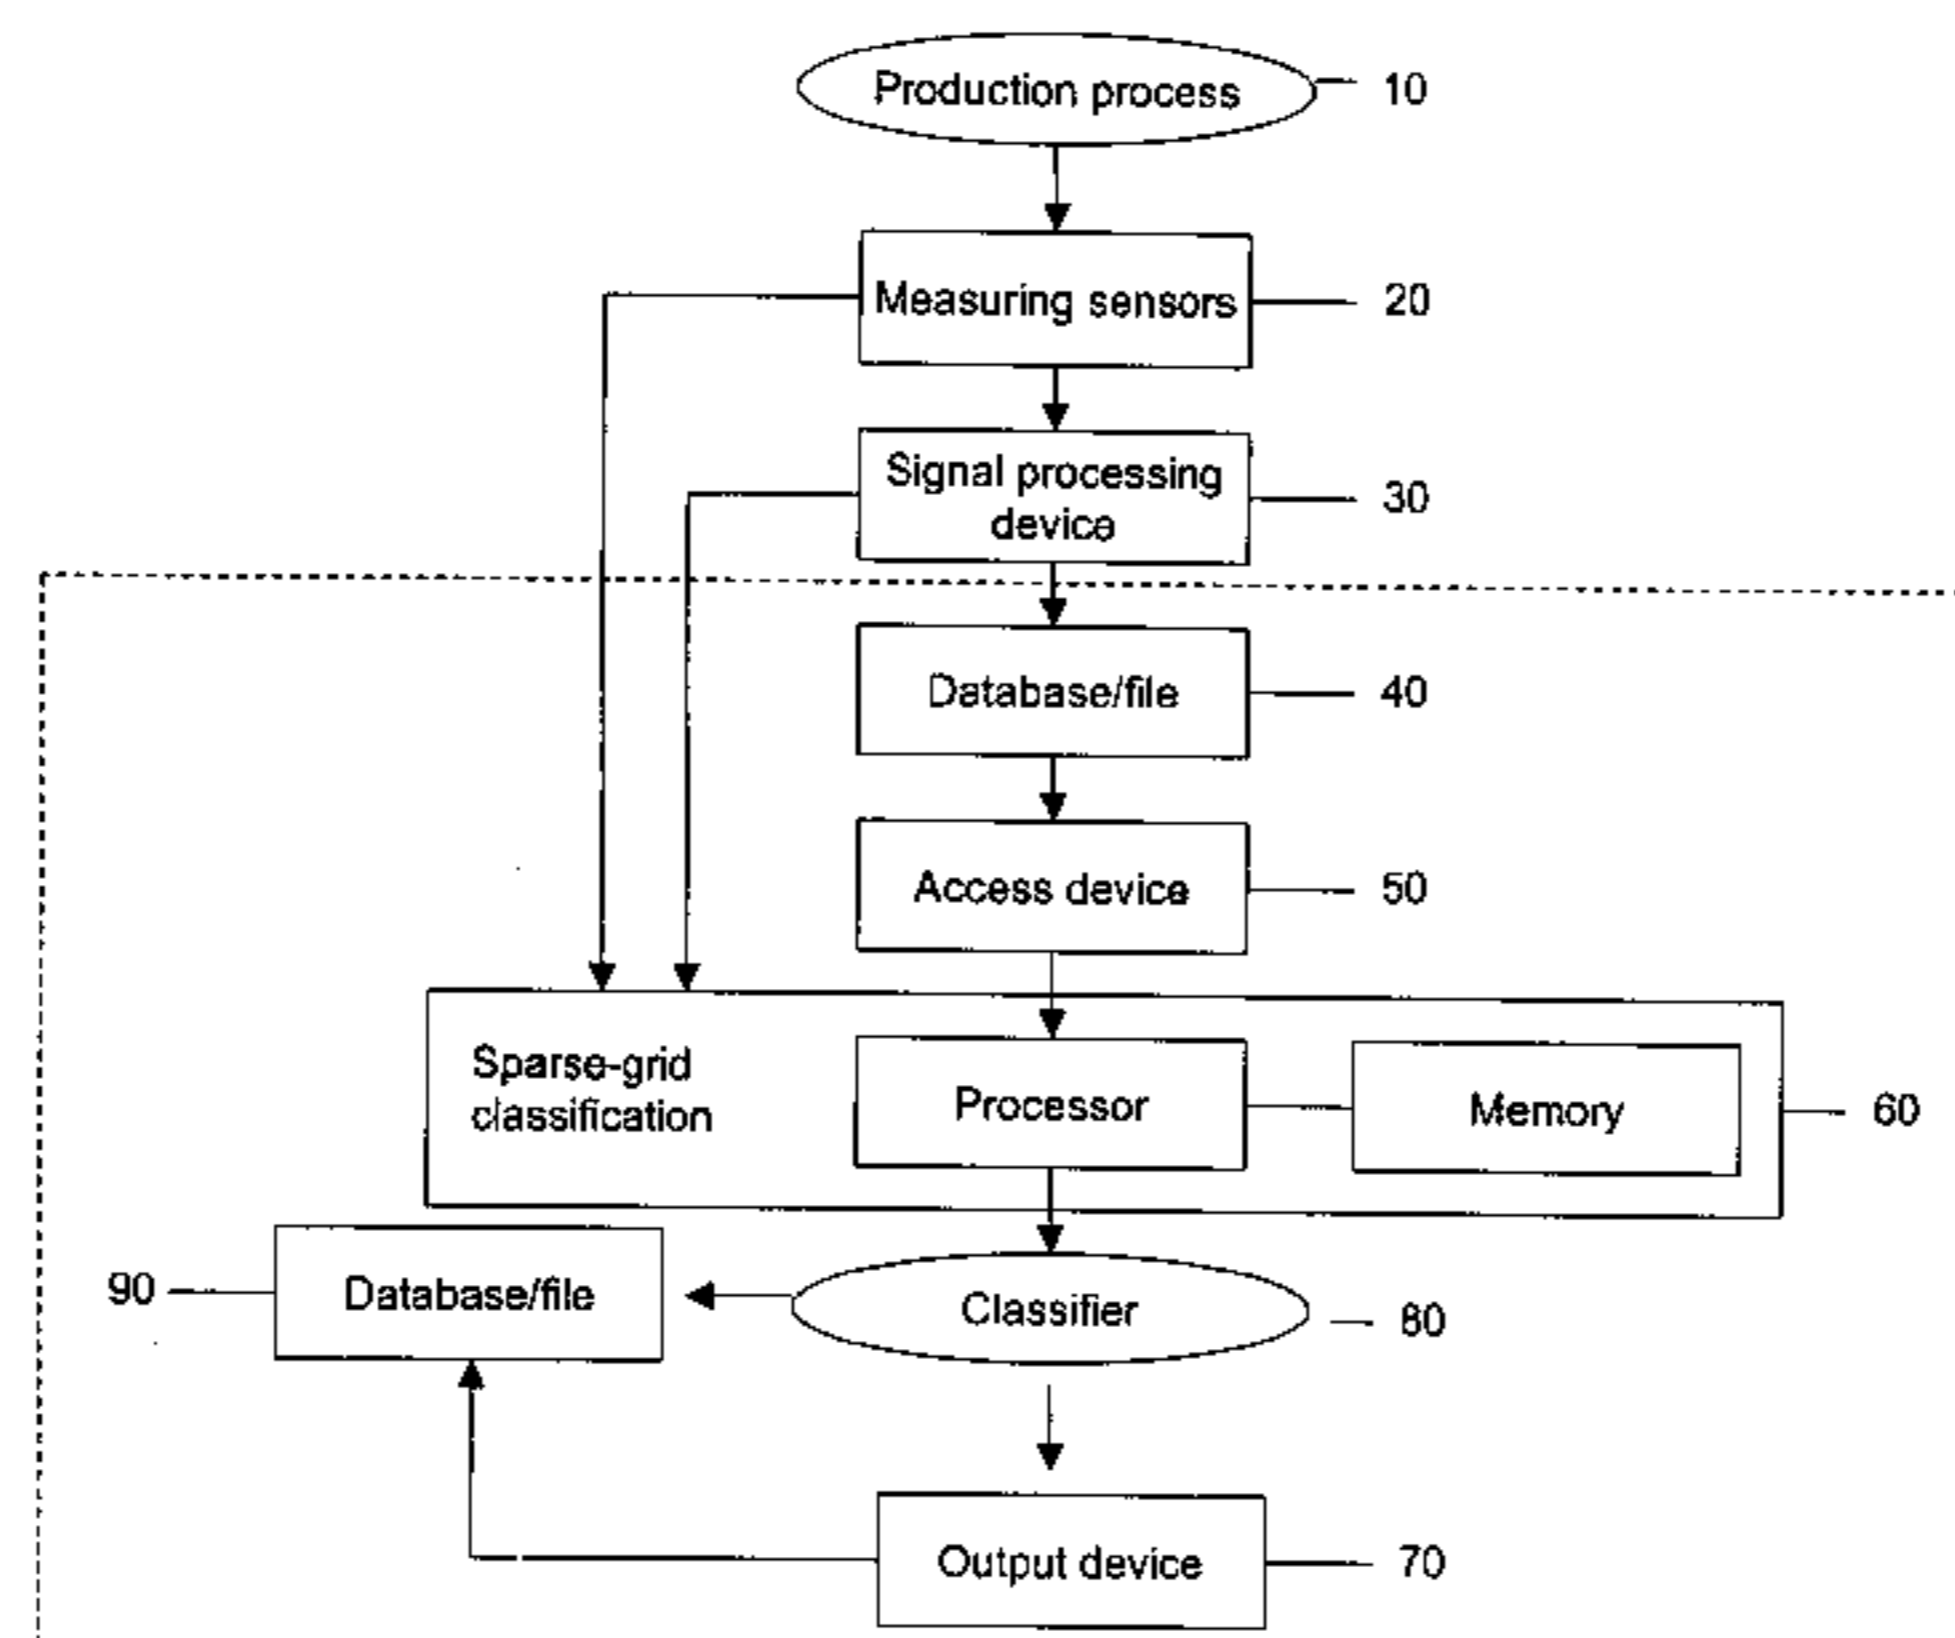 Production process 10
Measuring sensors 20
Signal processing
device 30
Database/file 40
Access device 50
Sparse-grid
classification
Processor
Memory
60
90 Database/file
Classifier 80
Output device 70